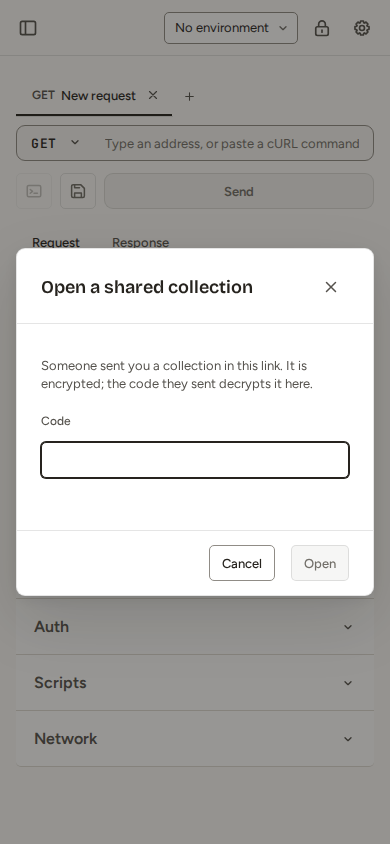 No environment
GET New request
GET Type an address, or paste a cURL command
Send
Request Response
Open a shared collection
Someone sent you a collection in this link. It is
encrypted; the code they sent decrypts it here.
Code
Cancel Open
Auth
Scripts
Network